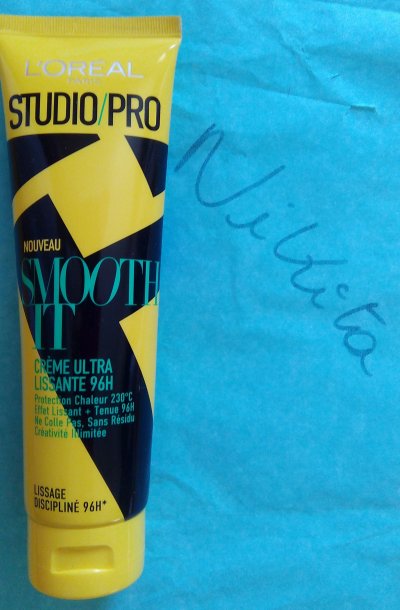 L'ORÉAL
PARIS
STUDIO/PRO
NOUVEAU
SMOOTH
IT
CRÈME ULTRA
LISSANTE 96H
Protection Chaleur 230°C
Effet Lissant + Tenue 96H
Ne Colle Pas, Sans Résidu
Créativité Illimitée
LISSAGE
DISCIPLINÉ 96H*
Nikita